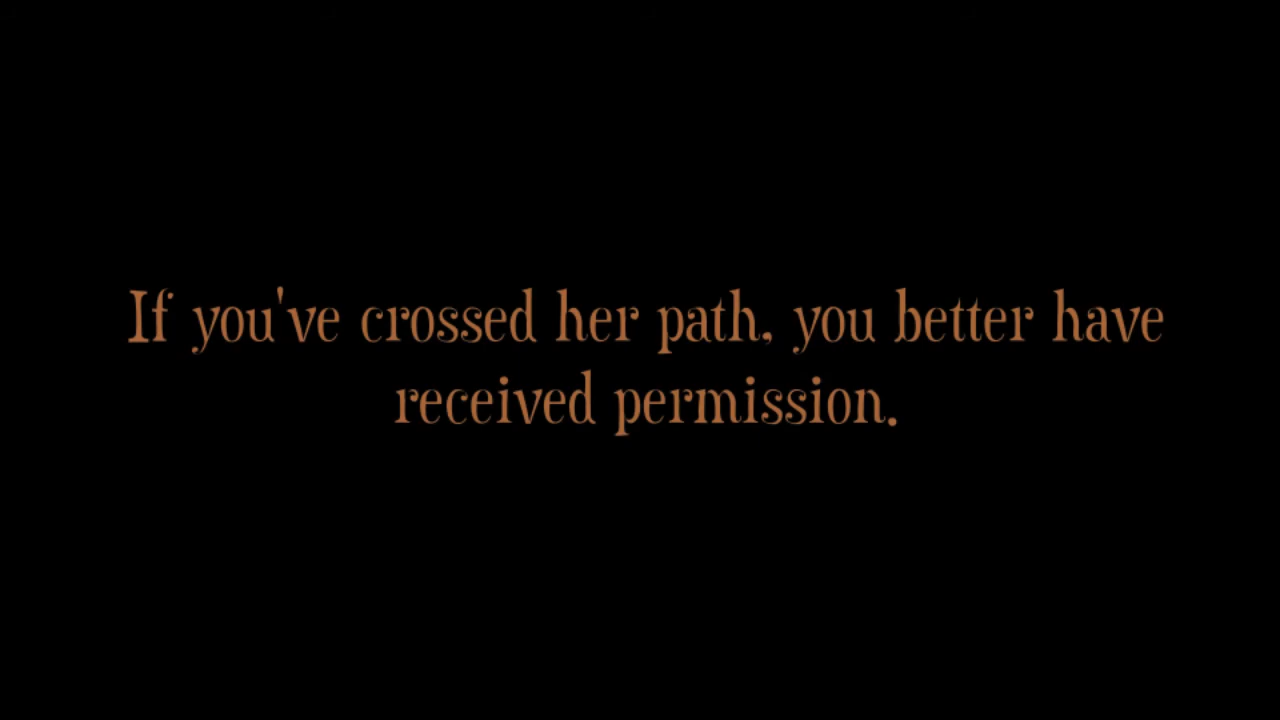 If you've crossed her path, you better have
received permission.